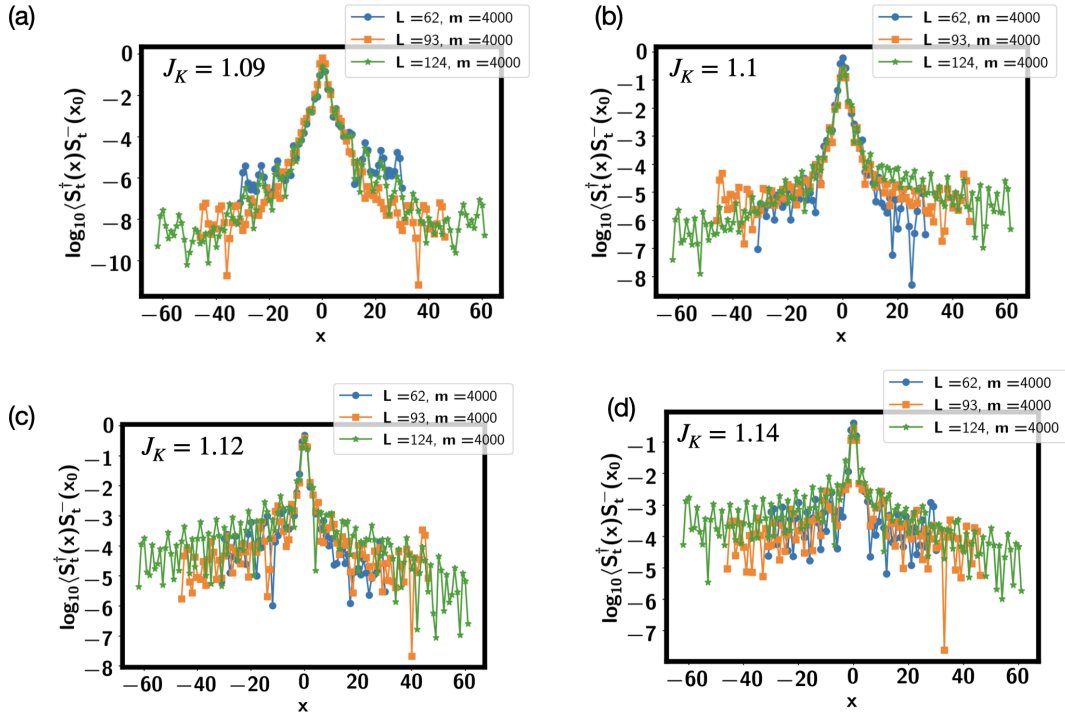 (a)
L =62, m =4000
L =93, m =4000
L =124, m =4000
J_K = 1.09
log₁₀⟨S_t^†(x)S_t^−(x₀)
0
−2
−4
−6
−8
−10
−60 −40 −20 0 20 40 60
x
(b)
L =62, m =4000
L =93, m =4000
L =124, m =4000
J_K = 1.1
log₁₀⟨S_t^†(x)S_t^−(x₀)
0
−1
−2
−3
−4
−5
−6
−7
−8
−60 −40 −20 0 20 40 60
x
(c)
L =62, m =4000
L =93, m =4000
L =124, m =4000
J_K = 1.12
log₁₀⟨S_t^†(x)S_t^−(x₀)
0
−1
−2
−3
−4
−5
−6
−7
−8
−60 −40 −20 0 20 40 60
x
(d)
L =62, m =4000
L =93, m =4000
L =124, m =4000
J_K = 1.14
log₁₀⟨S_t^†(x)S_t^−(x₀)
−1
−2
−3
−4
−5
−6
−7
−60 −40 −20 0 20 40 60
x